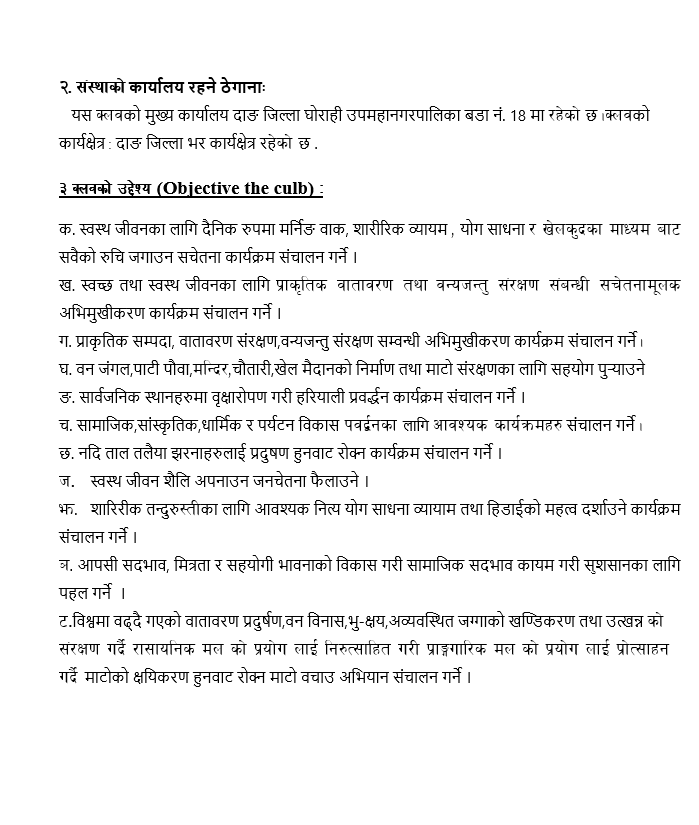 २. संस्थाको कार्यालय रहने ठेगानाः
यस क्लवको मुख्य कार्यालय दाङ जिल्ला घोराही उपमहानगरपालिका बडा नं. 18 मा रहेको छ ।क्लवको
कार्यक्षेत्र : दाङ जिल्ला भर कार्यक्षेत्र रहेको छ .
३ क्लवको उद्देश्य (Objective the culb) :
क. स्वस्थ जीवनका लागि दैनिक रुपमा मर्निङ वाक, शारीरिक व्यायम , योग साधना र खेलकुदका माध्यम बाट
सवैको रुचि जगाउन सचेतना कार्यक्रम संचालन गर्ने ।
ख. स्वच्छ तथा स्वस्थ जीवनका लागि प्राकृतिक वातावरण तथा वन्यजन्तु संरक्षण संबन्धी सचेतनामूलक
अभिमुखीकरण कार्यक्रम संचालन गर्ने ।
ग. प्राकृतिक सम्पदा, वातावरण संरक्षण,वन्यजन्तु संरक्षण सम्वन्धी अभिमुखीकरण कार्यक्रम संचालन गर्ने।
घ. वन जंगल,पाटी पौवा,मन्दिर,चौतारी,खेल मैदानको निर्माण तथा माटो संरक्षणका लागि सहयोग पुऱ्याउने
ङ. सार्वजनिक स्थानहरुमा वृक्षारोपण गरी हरियाली प्रवर्द्धन कार्यक्रम संचालन गर्ने ।
च. सामाजिक,सांस्कृतिक,धार्मिक र पर्यटन विकास पवर्द्वनका लागि आवश्यक कार्यकमहरु संचालन गर्ने।
छ. नदि ताल तलैया झरनाहरुलाई प्रदुषण हुनवाट रोक्न कार्यक्रम संचालन गर्ने ।
ज. स्वस्थ जीवन शैलि अपनाउन जनचेतना फैलाउने ।
झ. शारिरीक तन्दुरुस्तीका लागि आवश्यक नित्य योग साधना व्यायाम तथा हिडाईको महत्व दर्शाउने कार्यक्रम
संचालन गर्ने ।
ञ. आपसी सदभाव, मित्रता र सहयोगी भावनाको विकास गरी सामाजिक सदभाव कायम गरी सुशसानका लागि
पहल गर्ने ।
ट.विश्वमा वढ्दै गएको वातावरण प्रदुर्षण,वन विनास,भु-क्षय,अव्यवस्थित जग्गाको खण्डिकरण तथा उत्खन्न को
संरक्षण गर्दै रासायनिक मल को प्रयोग लाई निरुत्साहित गरी प्राङ्गगारिक मल को प्रयोग लाई प्रोत्साहन
गर्दै माटोको क्षयिकरण हुनवाट रोक्न माटो वचाउ अभियान संचालन गर्ने ।